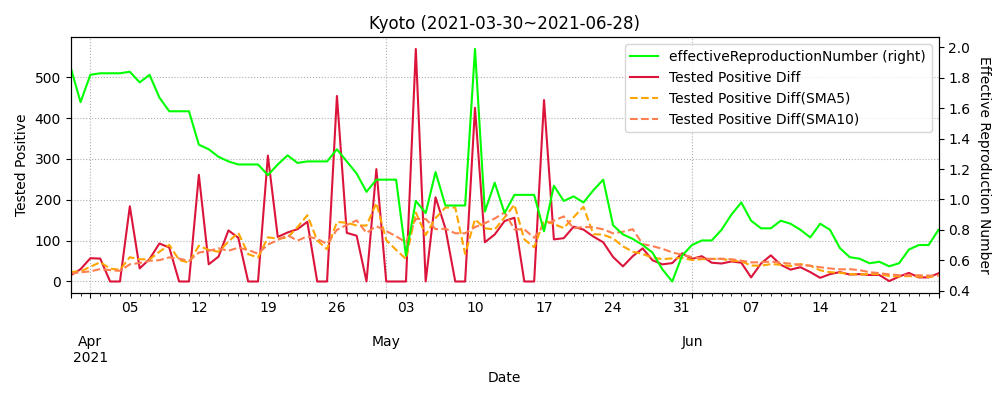 Kyoto (2021-03-30~2021-06-28)
effectiveReproductionNumber (right)
Tested Positive Diff
Tested Positive Diff(SMA5)
Tested Positive Diff(SMA10)
Tested Positive
500
400
300
200
100
0
2.0
1.8
1.6
1.4
1.2
1.0
0.8
0.6
0.4
Effective Reproduction Number
05 12 19 26 03 10 17 24 31 07 14 21
Apr May Jun
2021
Date